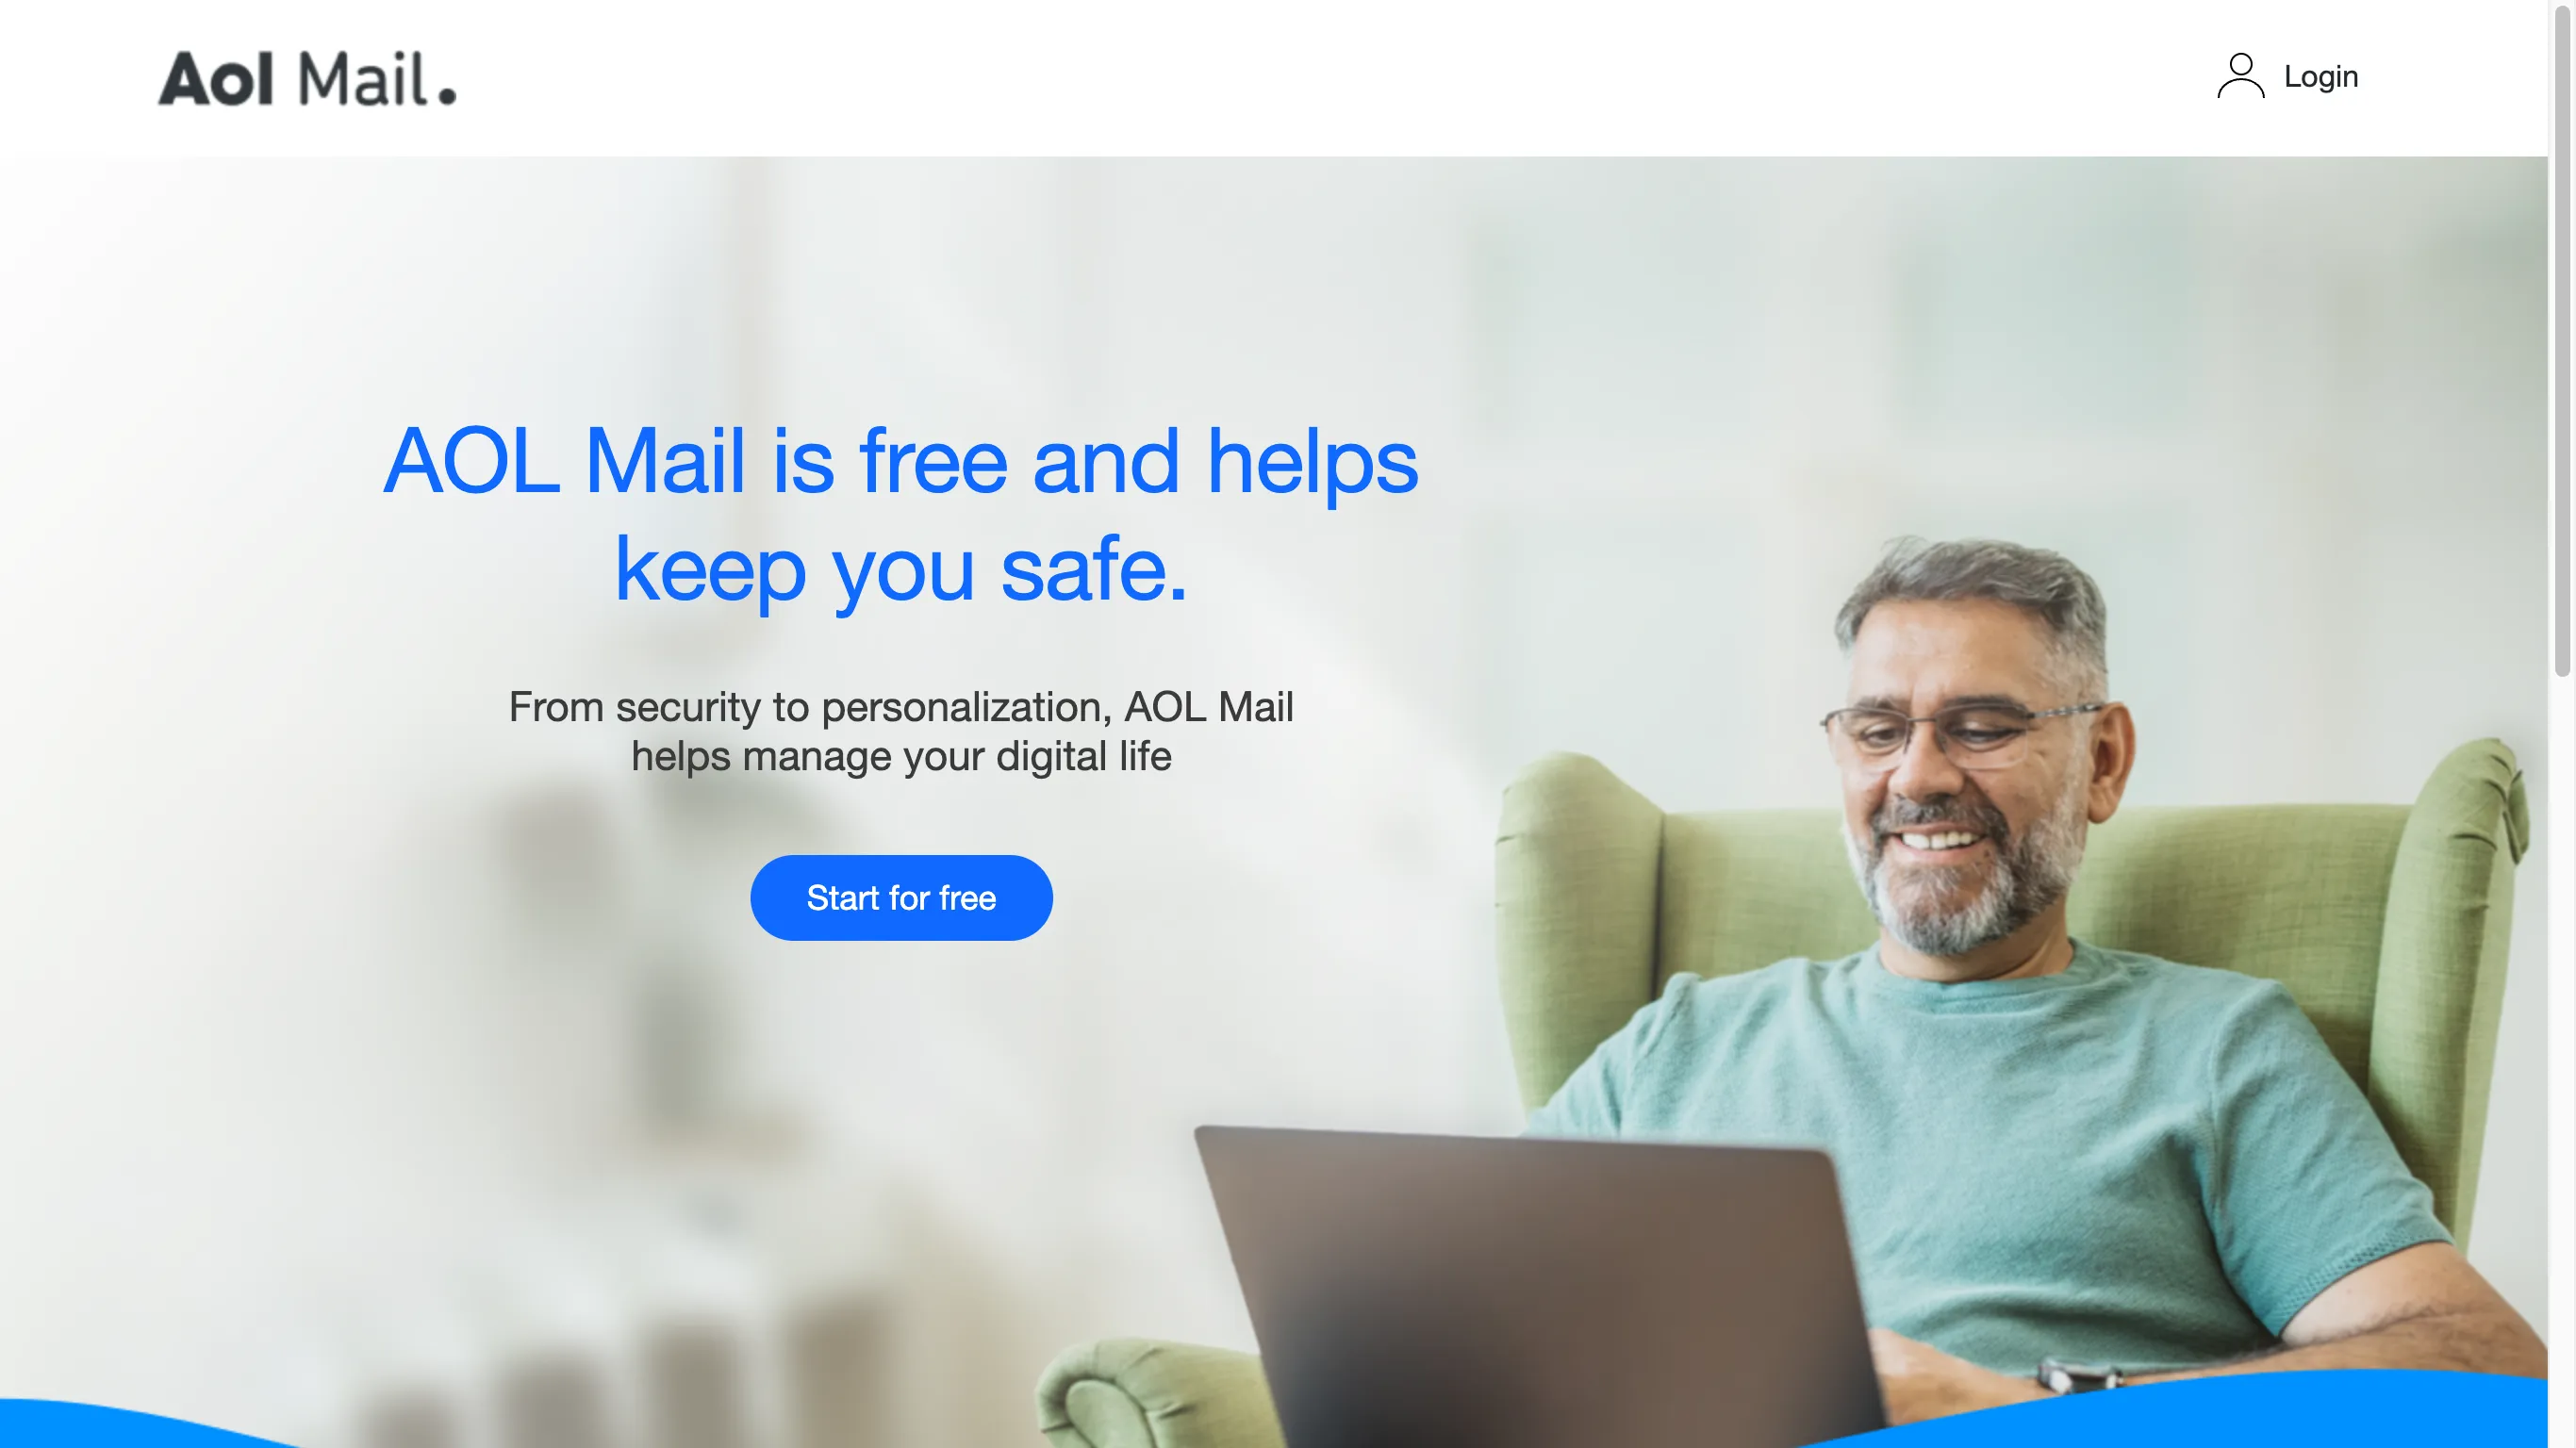 Aol Mail.
Login
AOL Mail is free and helps
keep you safe.
From security to personalization, AOL Mail
helps manage your digital life
Start for free